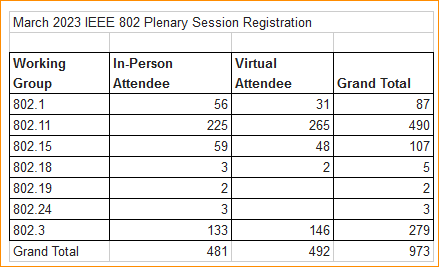 March 2023 IEEE 802 Plenary Session Registration
Working Group In-Person Attendee Virtual Attendee Grand Total
802.1 56 31 87
802.11 225 265 490
802.15 59 48 107
802.18 3 2 5
802.19 2 2
802.24 3 3
802.3 133 146 279
Grand Total 481 492 973